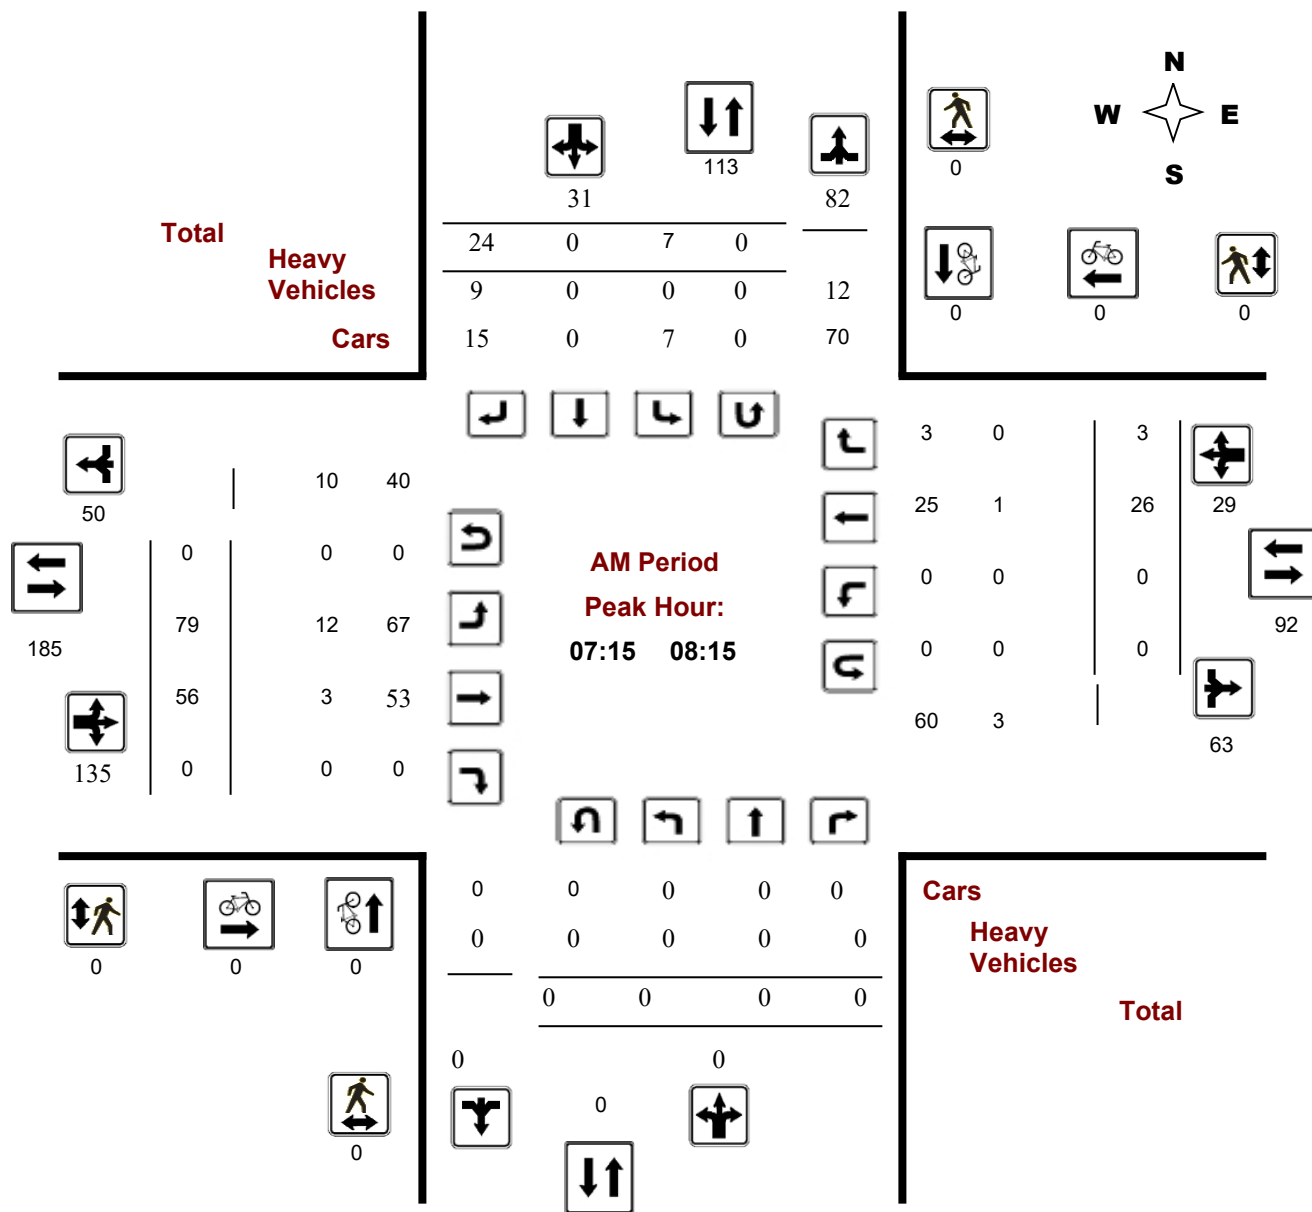 N
W E
S
113
0
31 82
Total
24 0 7 0
Heavy
Vehicles
9 0 0 0 12
0 0 0
Cars
15 0 7 0 70
3 0 3
10 40
25 1 26 29
50
0 0 0
AM Period
0 0 0
Peak Hour:
79 12 67
92
185
07:15 08:15
0 0 0
56 3 53
60 3
63
135
0 0 0
0 0 0 0 0
Cars
Heavy
Vehicles
0 0 0 0 0
0 0 0
0 0 0 0
Total
0 0
0
0